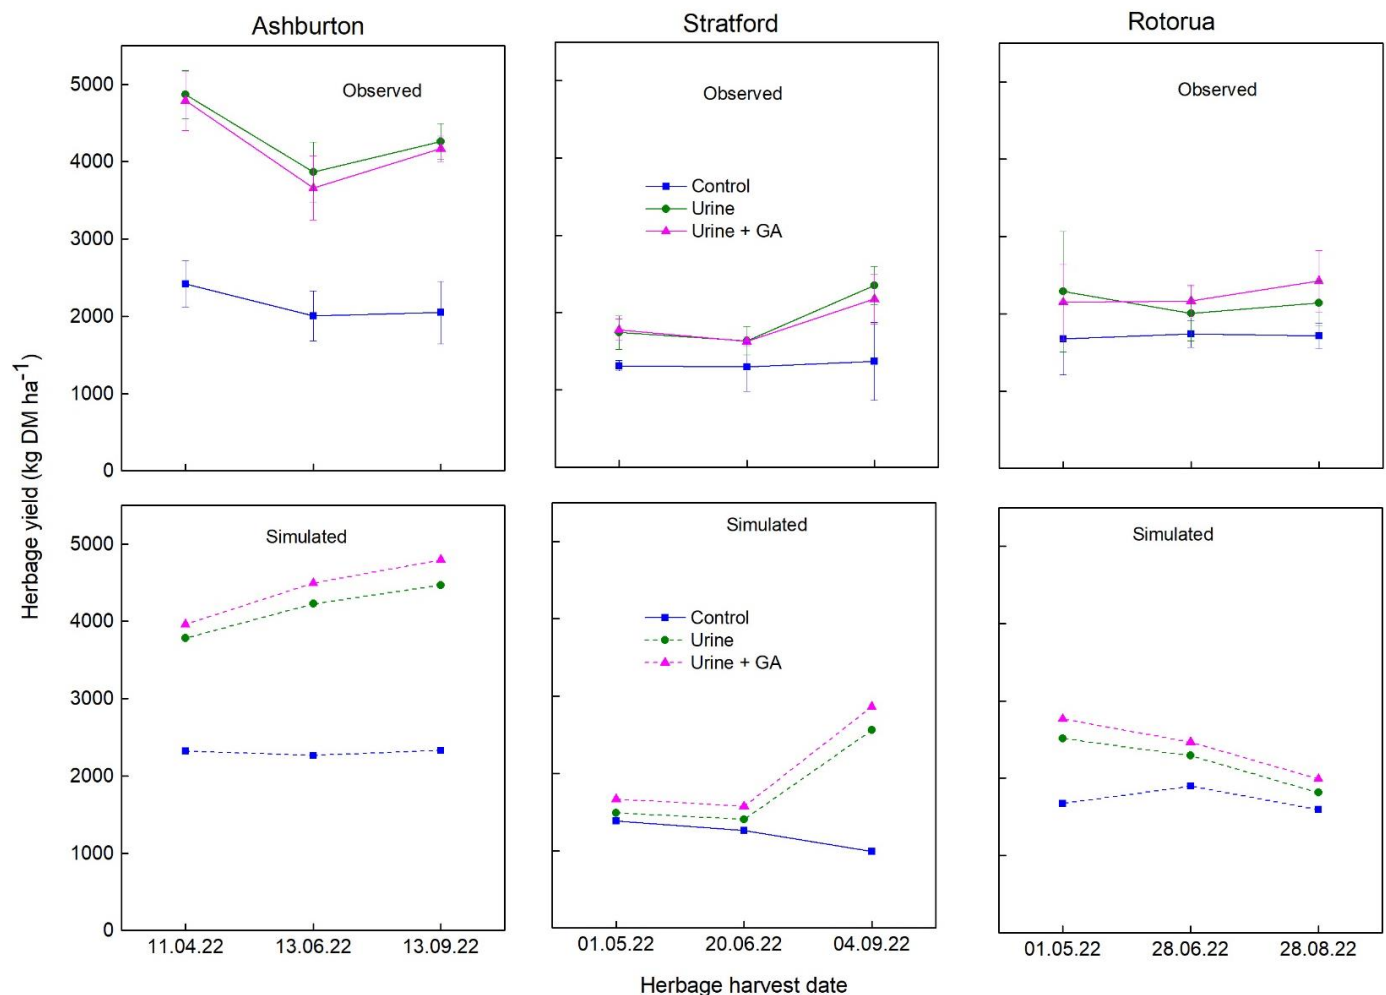 Ashburton
Stratford
Rotorua
Observed
Observed
Observed
5000
4000
3000
2000
1000
0
Control
Urine
Urine + GA
Herbage yield (kg DM ha⁻¹)
Simulated
Simulated
Simulated
5000
4000
3000
2000
1000
0
Control
Urine
Urine + GA
11.04.22 13.06.22 13.09.22
01.05.22 20.06.22 04.09.22
01.05.22 28.06.22 28.08.22
Herbage harvest date